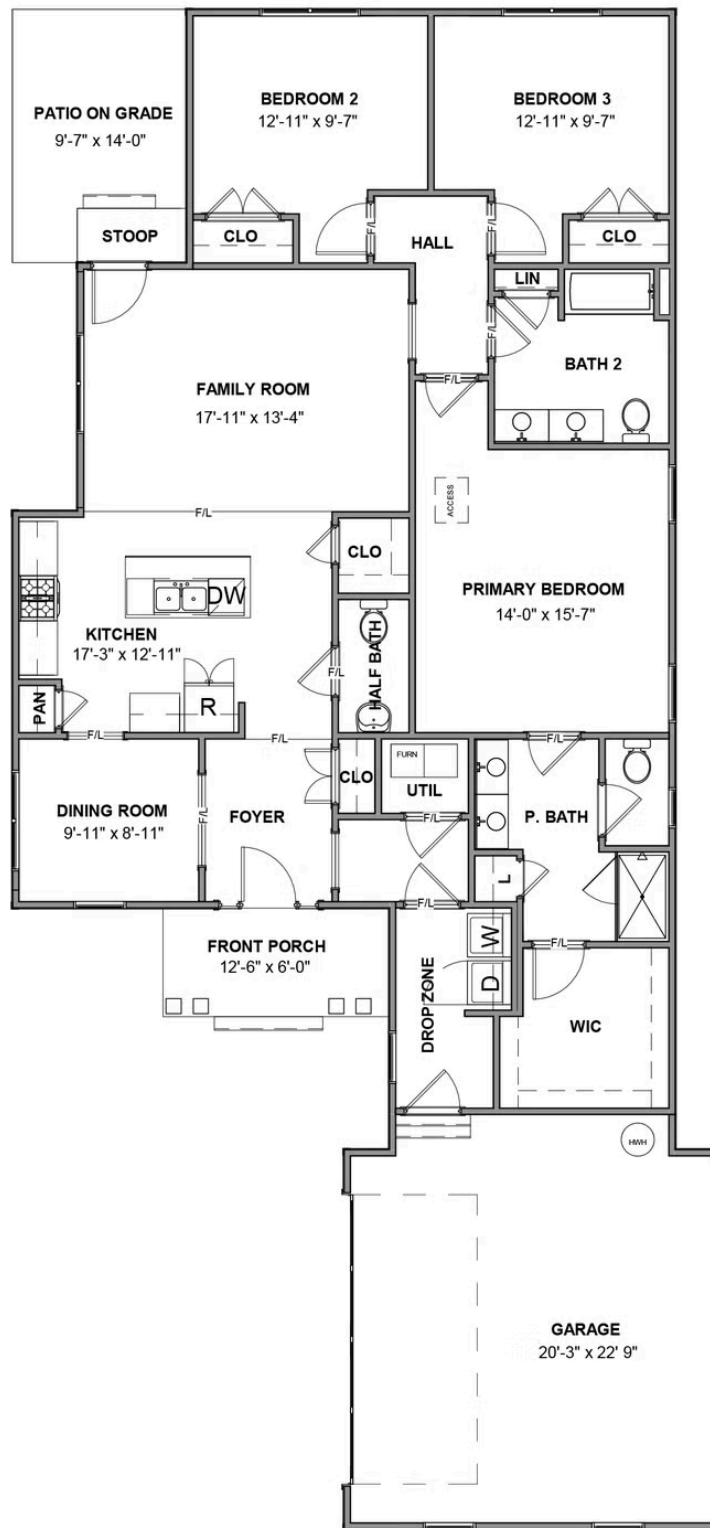 BEDROOM 2
12'-11" x 9'-7"
BEDROOM 3
12'-11" x 9'-7"
PATIO ON GRADE
9'-7" x 14'-0"
STOOP
CLO
F/L
HALL
F/L
CLO
LIN
F/L
BATH 2
F/L
FAMILY ROOM
17'-11" x 13'-4"
ACCESS
F/L
CLO
PRIMARY BEDROOM
14'-0" x 15'-7"
DW
KITCHEN
17'-3" x 12'-11"
HALF BATH
F/L
PAN
R
F/L
F/L
F/L
FURN
UTIL
CLO
DINING ROOM
9'-11" x 8'-11"
F/L
FOYER
F/L
P. BATH
L
F/L
FRONT PORCH
12'-6" x 6'-0"
W
D
F/L
DROP ZONE
WIC
HWH
GARAGE
20'-3" x 22' 9"